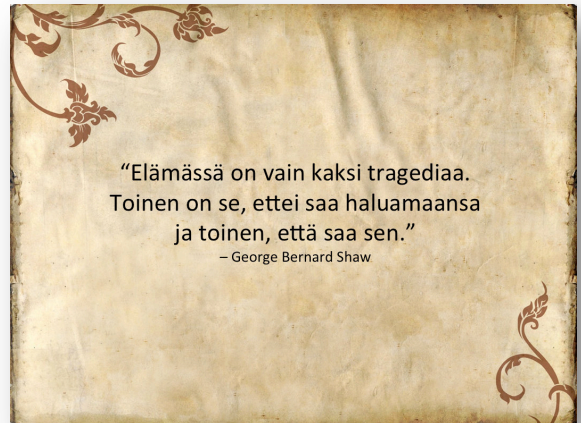 “Elämässä on vain kaksi tragediaa.
Toinen on se, ettei saa haluamaansa
ja toinen, että saa sen.”
– George Bernard Shaw